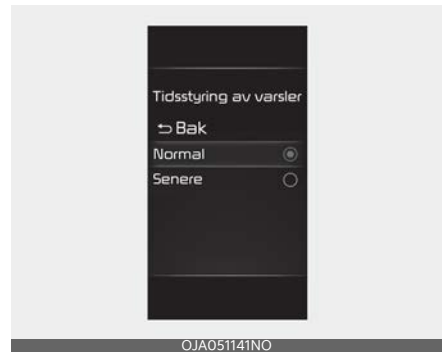 Tidsstyring av varsler
⮌ Bak
Normal
Senere
OJA051141NO